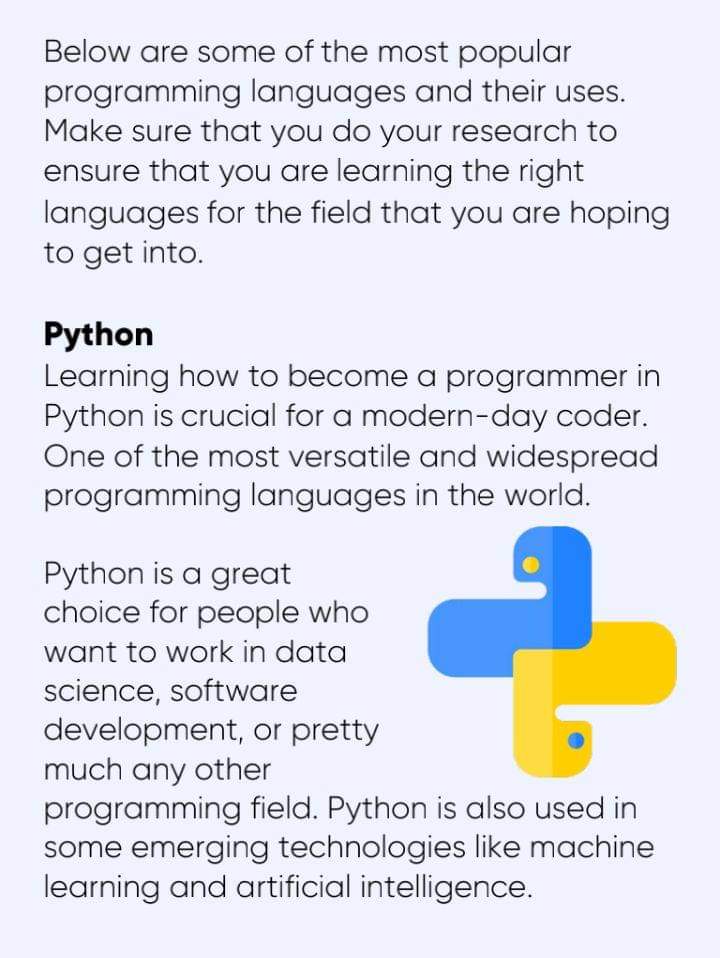 Below are some of the most popular
programming languages and their uses.
Make sure that you do your research to
ensure that you are learning the right
languages for the field that you are hoping
to get into.
Python
Learning how to become a programmer in
Python is crucial for a modern-day coder.
One of the most versatile and widespread
programming languages in the world.
Python is a great
choice for people who
want to work in data
science, software
development, or pretty
much any other
programming field. Python is also used in
some emerging technologies like machine
learning and artificial intelligence.